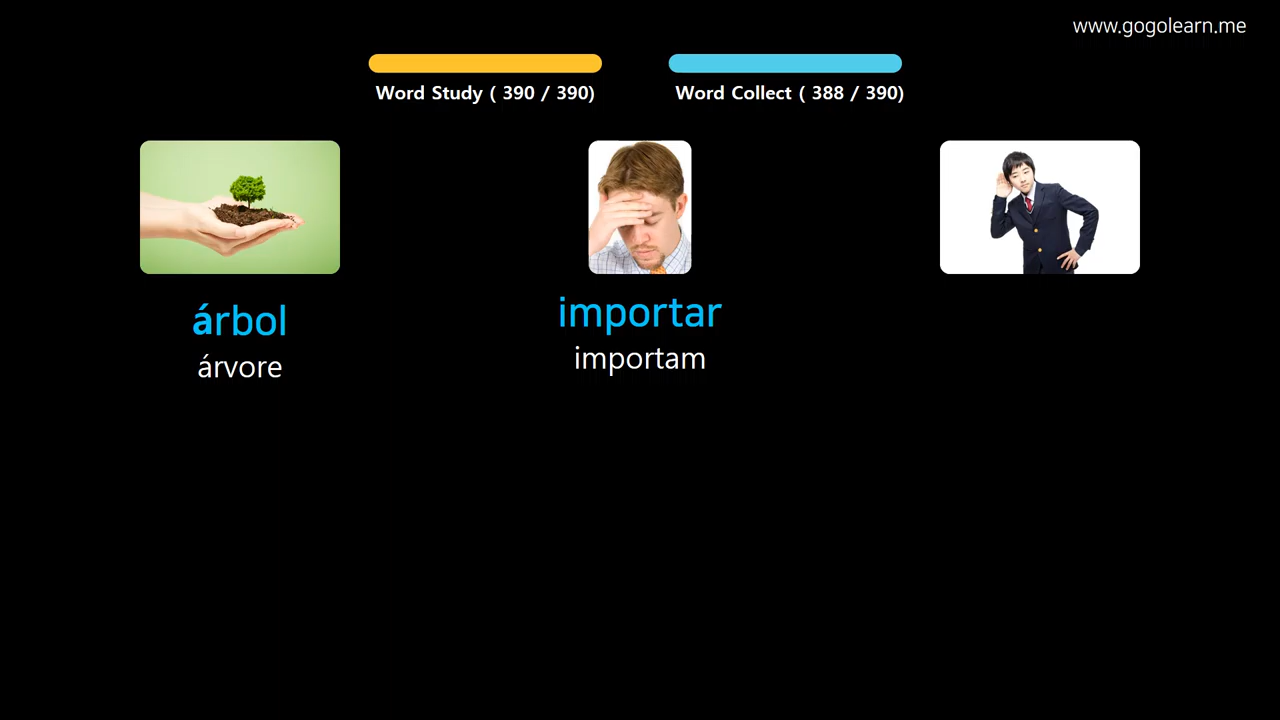 www.gogolearn.me
Word Study ( 390 / 390)
Word Collect ( 388 / 390)
árbol
árvore
importar
importam